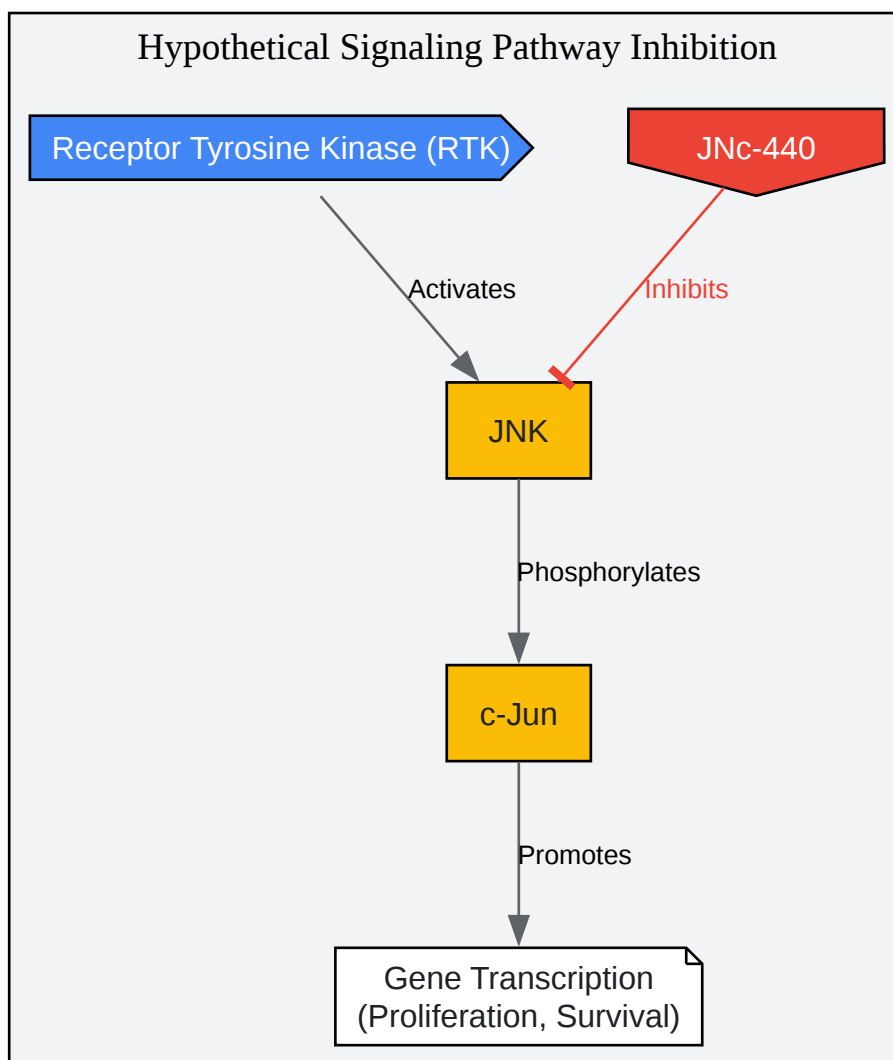 Hypothetical Signaling Pathway Inhibition
Receptor Tyrosine Kinase (RTK)
JNc-440
Activates
Inhibits
JNK
Phosphorylates
c-Jun
Promotes
Gene Transcription
(Proliferation, Survival)